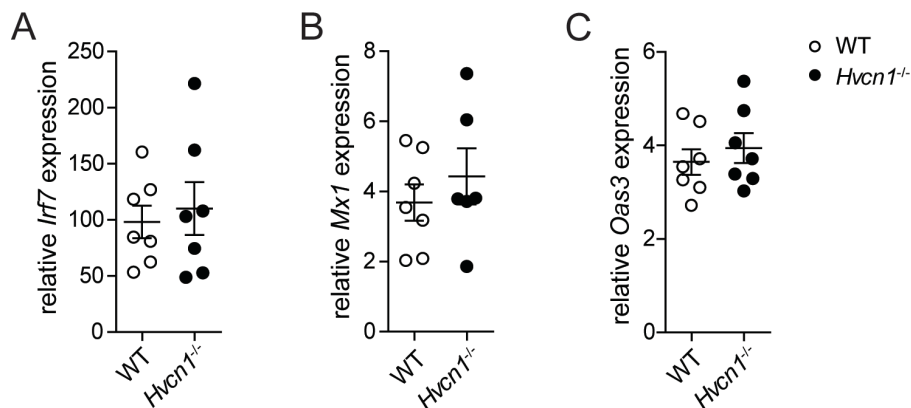 A
relative Irf7 expression
250
200
150
100
50
0
WT
Hvcn1-/-
B
relative Mx1 expression
8
6
4
2
0
WT
Hvcn1-/-
C
relative Oas3 expression
6
4
2
0
WT
Hvcn1-/-
WT
Hvcn1-/-